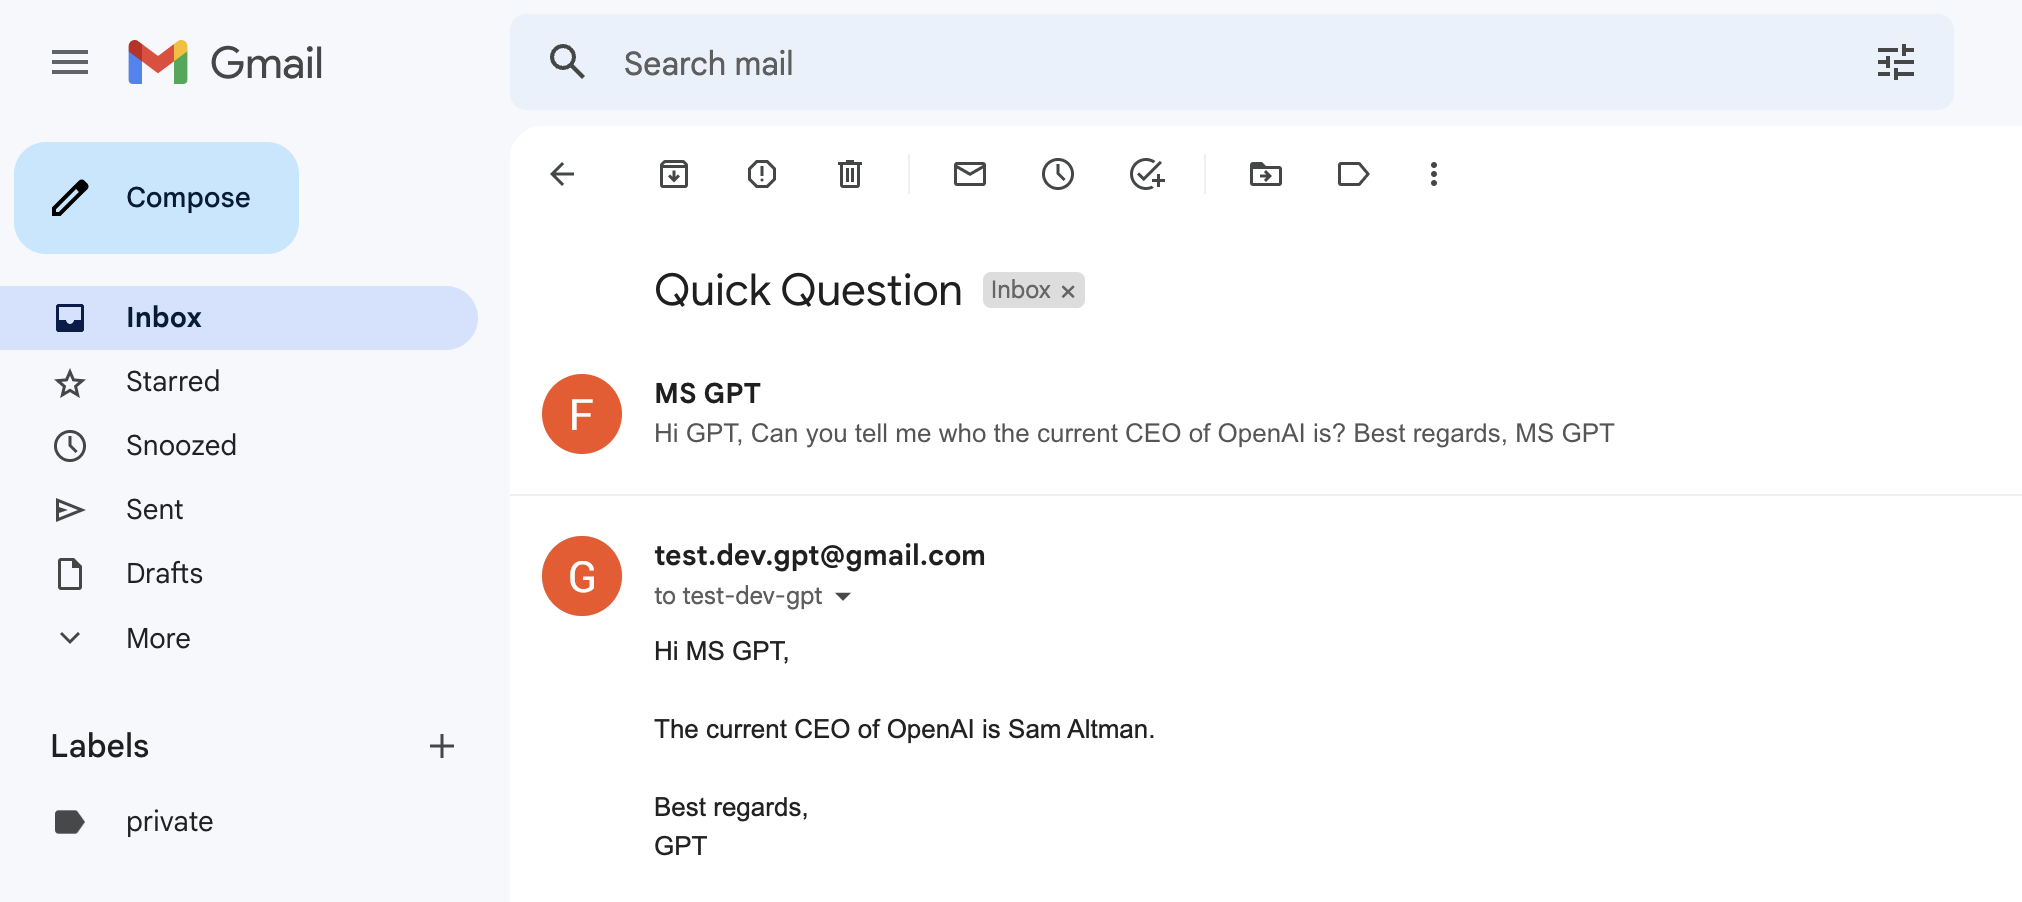 Gmail
Search mail
Compose
Inbox
Starred
Snoozed
Sent
Drafts
More
Labels
private
Quick Question Inbox ×
F
MS GPT
Hi GPT, Can you tell me who the current CEO of OpenAI is? Best regards, MS GPT
G
test.dev.gpt@gmail.com
to test-dev-gpt
Hi MS GPT,
The current CEO of OpenAI is Sam Altman.
Best regards,
GPT